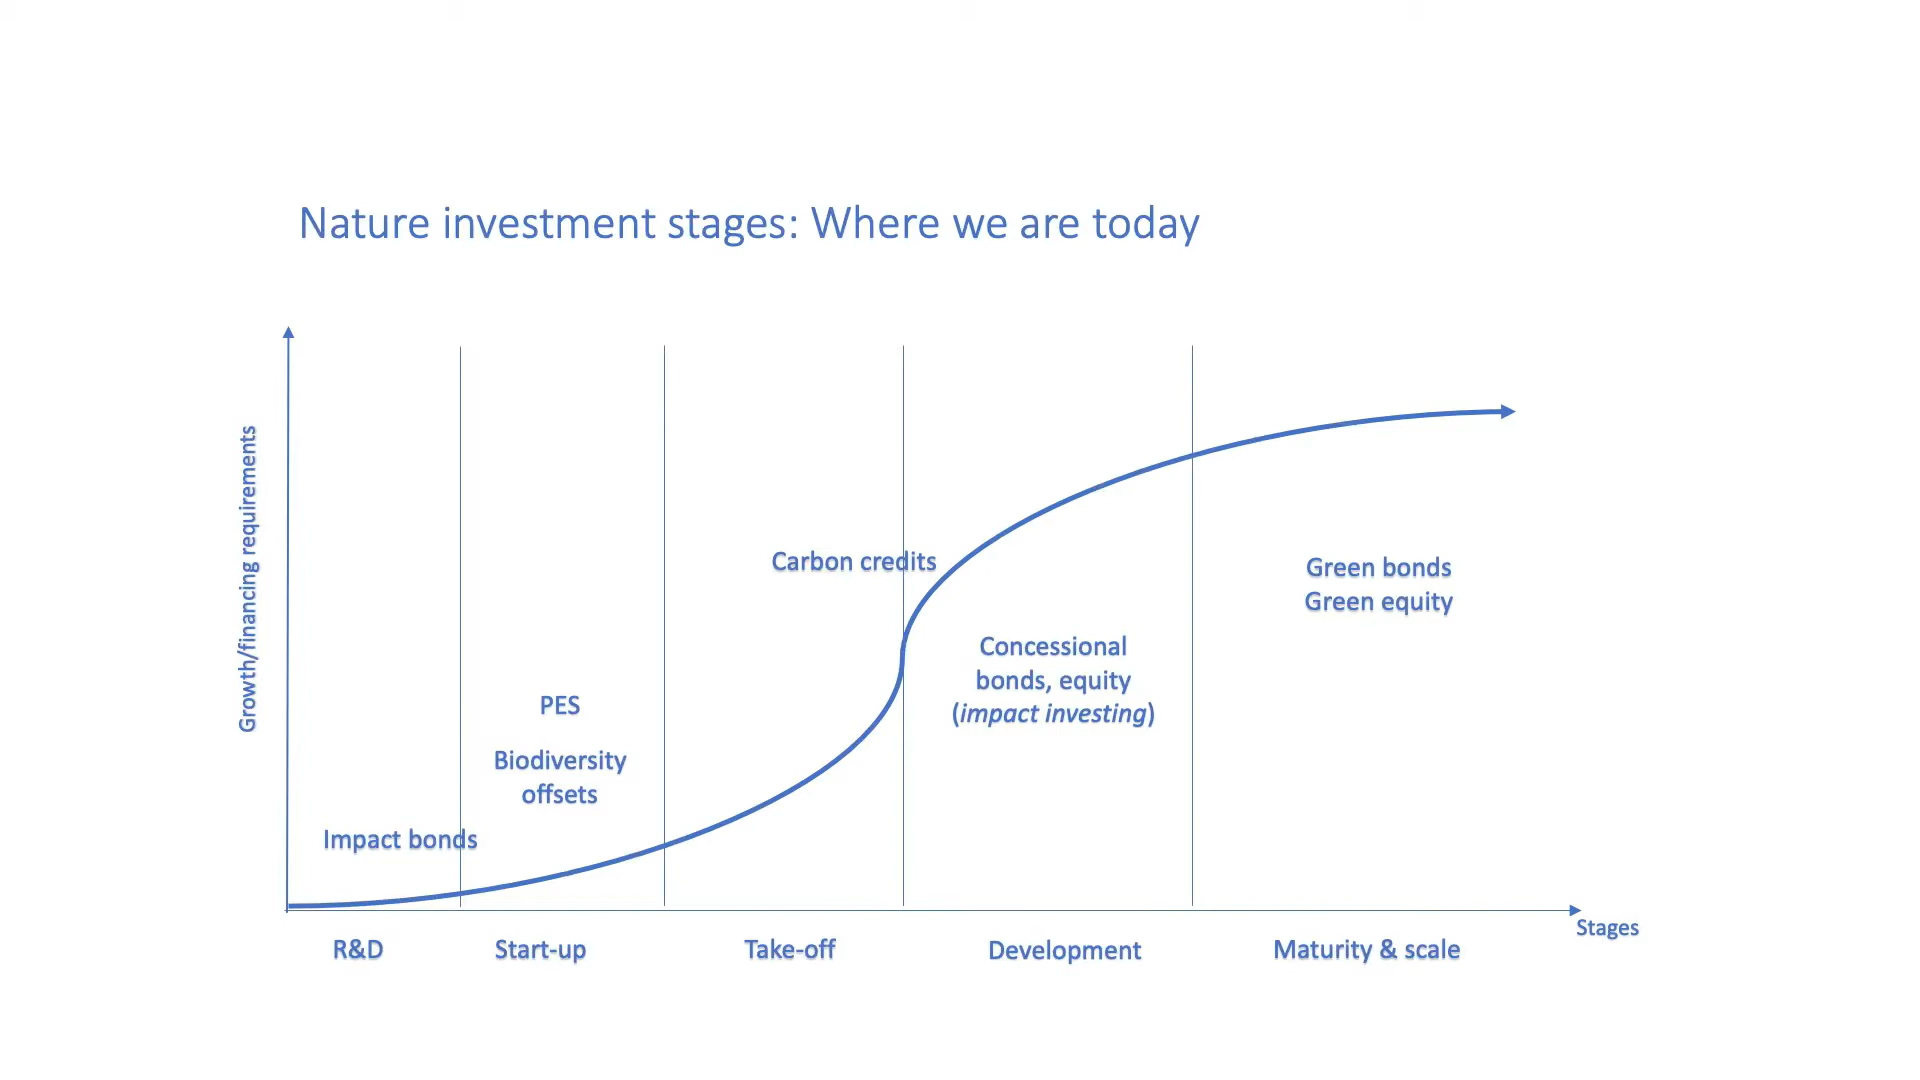 Nature investment stages: Where we are today
Growth/financing requirements
Carbon credits
Green bonds
Green equity
Concessional
bonds, equity
(impact investing)
PES
Biodiversity
offsets
Impact bonds
Stages
R&D
Start-up
Take-off
Development
Maturity & scale